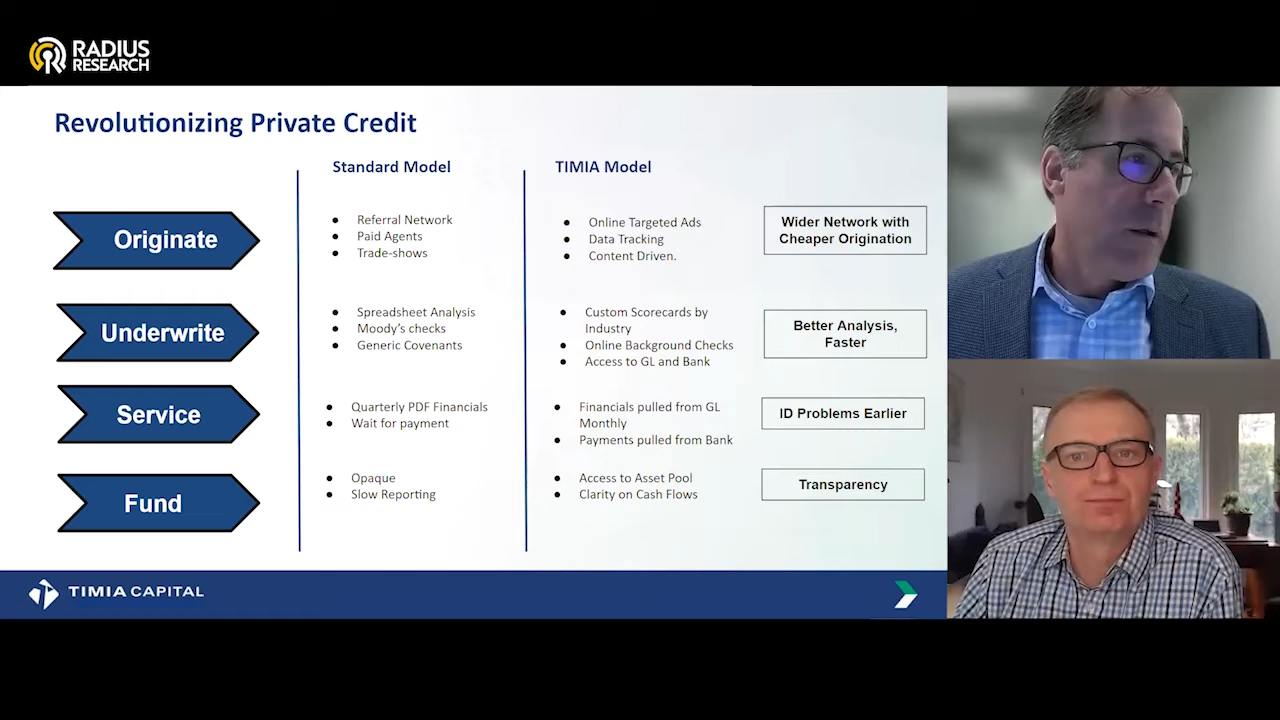 RADIUS
RESEARCH
Revolutionizing Private Credit
Standard Model
TIMIA Model
Originate
• Referral Network
• Paid Agents
• Trade-shows
• Online Targeted Ads
• Data Tracking
• Content Driven.
Wider Network with
Cheaper Origination
Underwrite
• Spreadsheet Analysis
• Moody's checks
• Generic Covenants
• Custom Scorecards by
Industry
• Online Background Checks
• Access to GL and Bank
Better Analysis,
Faster
Service
• Quarterly PDF Financials
• Wait for payment
• Financials pulled from GL
Monthly
• Payments pulled from Bank
ID Problems Earlier
Fund
• Opaque
• Slow Reporting
• Access to Asset Pool
• Clarity on Cash Flows
Transparency
TIMIA CAPITAL